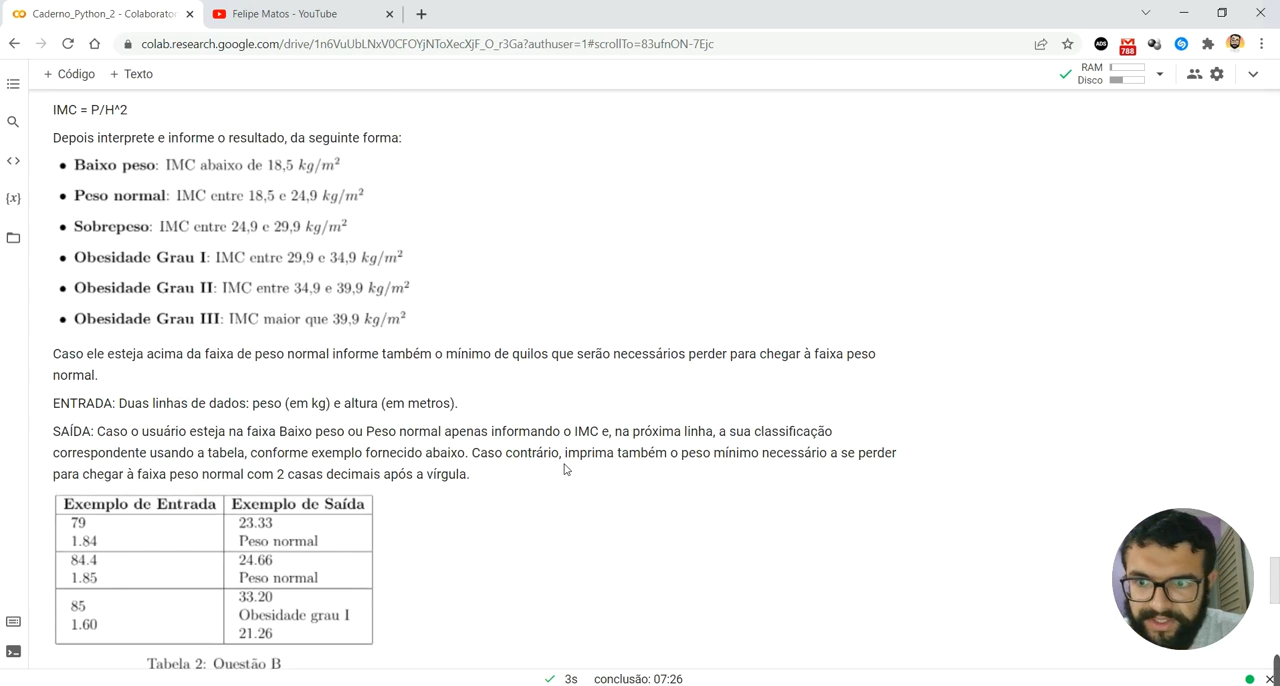 Caderno_Python_2 - Colaborator
Felipe Matos - YouTube
colab.research.google.com/drive/1n6VuUbLNxV0CFOYjNToXecXjF_O_r3Ga?authuser=1#scrollTo=83ufnON-7Ejc
ADS
788
+ Código + Texto
RAM
Disco
IMC = P/H^2
Depois interprete e informe o resultado, da seguinte forma:
• Baixo peso: IMC abaixo de 18,5 kg/m²
• Peso normal: IMC entre 18,5 e 24,9 kg/m²
• Sobrepeso: IMC entre 24,9 e 29,9 kg/m²
• Obesidade Grau I: IMC entre 29,9 e 34,9 kg/m²
• Obesidade Grau II: IMC entre 34,9 e 39,9 kg/m²
• Obesidade Grau III: IMC maior que 39,9 kg/m²
Caso ele esteja acima da faixa de peso normal informe também o mínimo de quilos que serão necessários perder para chegar à faixa peso
normal.
ENTRADA: Duas linhas de dados: peso (em kg) e altura (em metros).
SAÍDA: Caso o usuário esteja na faixa Baixo peso ou Peso normal apenas informando o IMC e, na próxima linha, a sua classificação
correspondente usando a tabela, conforme exemplo fornecido abaixo. Caso contrário, imprima também o peso mínimo necessário a se perder
para chegar à faixa peso normal com 2 casas decimais após a vírgula.
Exemplo de Entrada Exemplo de Saída
79 23.33
1.84 Peso normal
84.4 24.66
1.85 Peso normal
33.20
85
Obesidade grau I
1.60
21.26
Tabela 2: Questão B
3s conclusão: 07:26